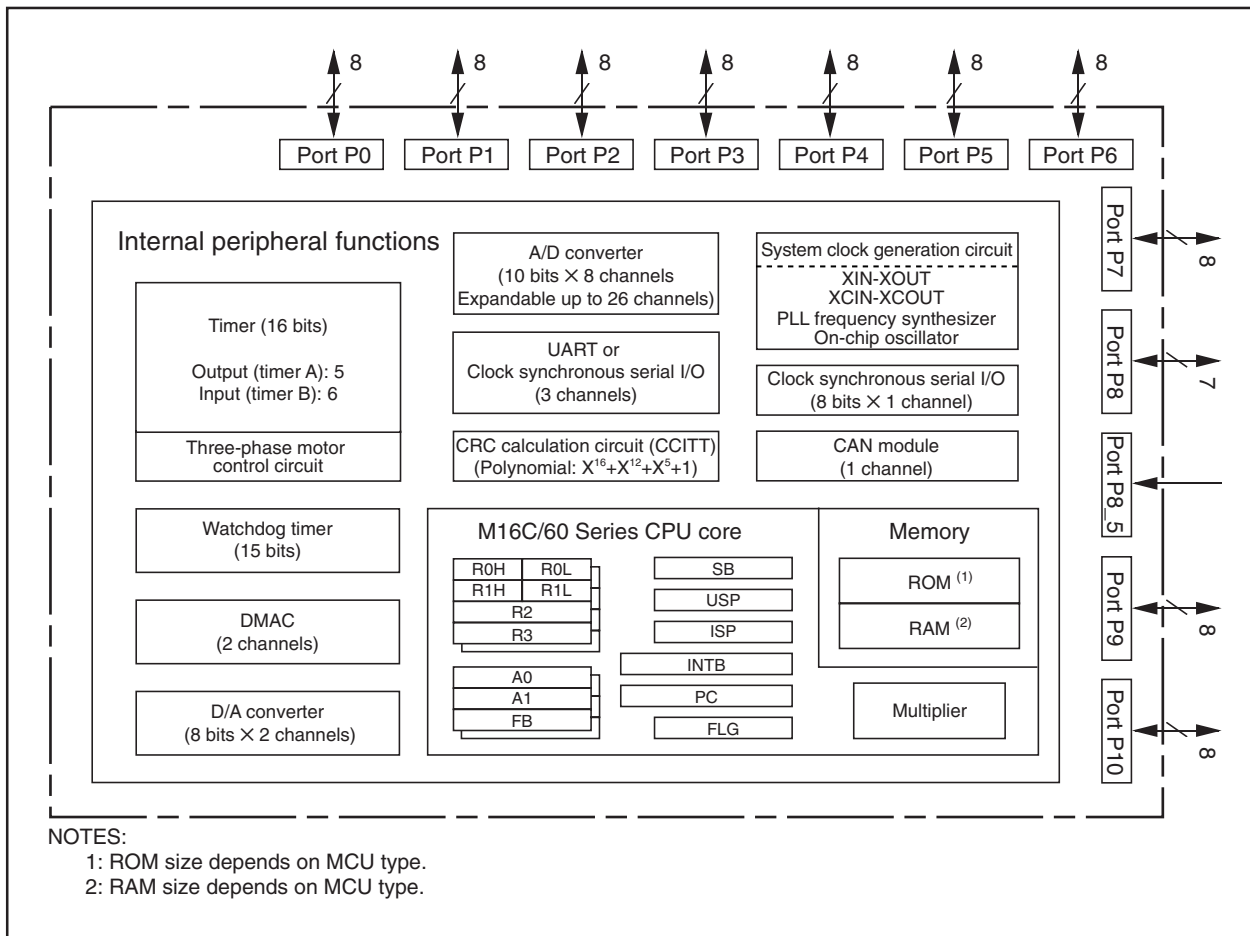 8 8 8 8 8 8 8
Port P0 Port P1 Port P2 Port P3 Port P4 Port P5 Port P6
Internal peripheral functions
Timer (16 bits)
Output (timer A): 5
Input (timer B): 6
Three-phase motor
control circuit
Watchdog timer
(15 bits)
DMAC
(2 channels)
D/A converter
(8 bits × 2 channels)
A/D converter
(10 bits × 8 channels
Expandable up to 26 channels)
UART or
Clock synchronous serial I/O
(3 channels)
CRC calculation circuit (CCITT)
(Polynomial: X¹⁶+X¹²+X⁵+1)
System clock generation circuit
XIN-XOUT
XCIN-XCOUT
PLL frequency synthesizer
On-chip oscillator
Clock synchronous serial I/O
(8 bits × 1 channel)
CAN module
(1 channel)
M16C/60 Series CPU core
R0H R0L
R1H R1L
R2
R3
A0
A1
FB
SB
USP
ISP
INTB
PC
FLG
Memory
ROM (1)
RAM (2)
Multiplier
Port P7
8
Port P8
7
Port P8_5
Port P9
8
Port P10
8
NOTES:
1: ROM size depends on MCU type.
2: RAM size depends on MCU type.